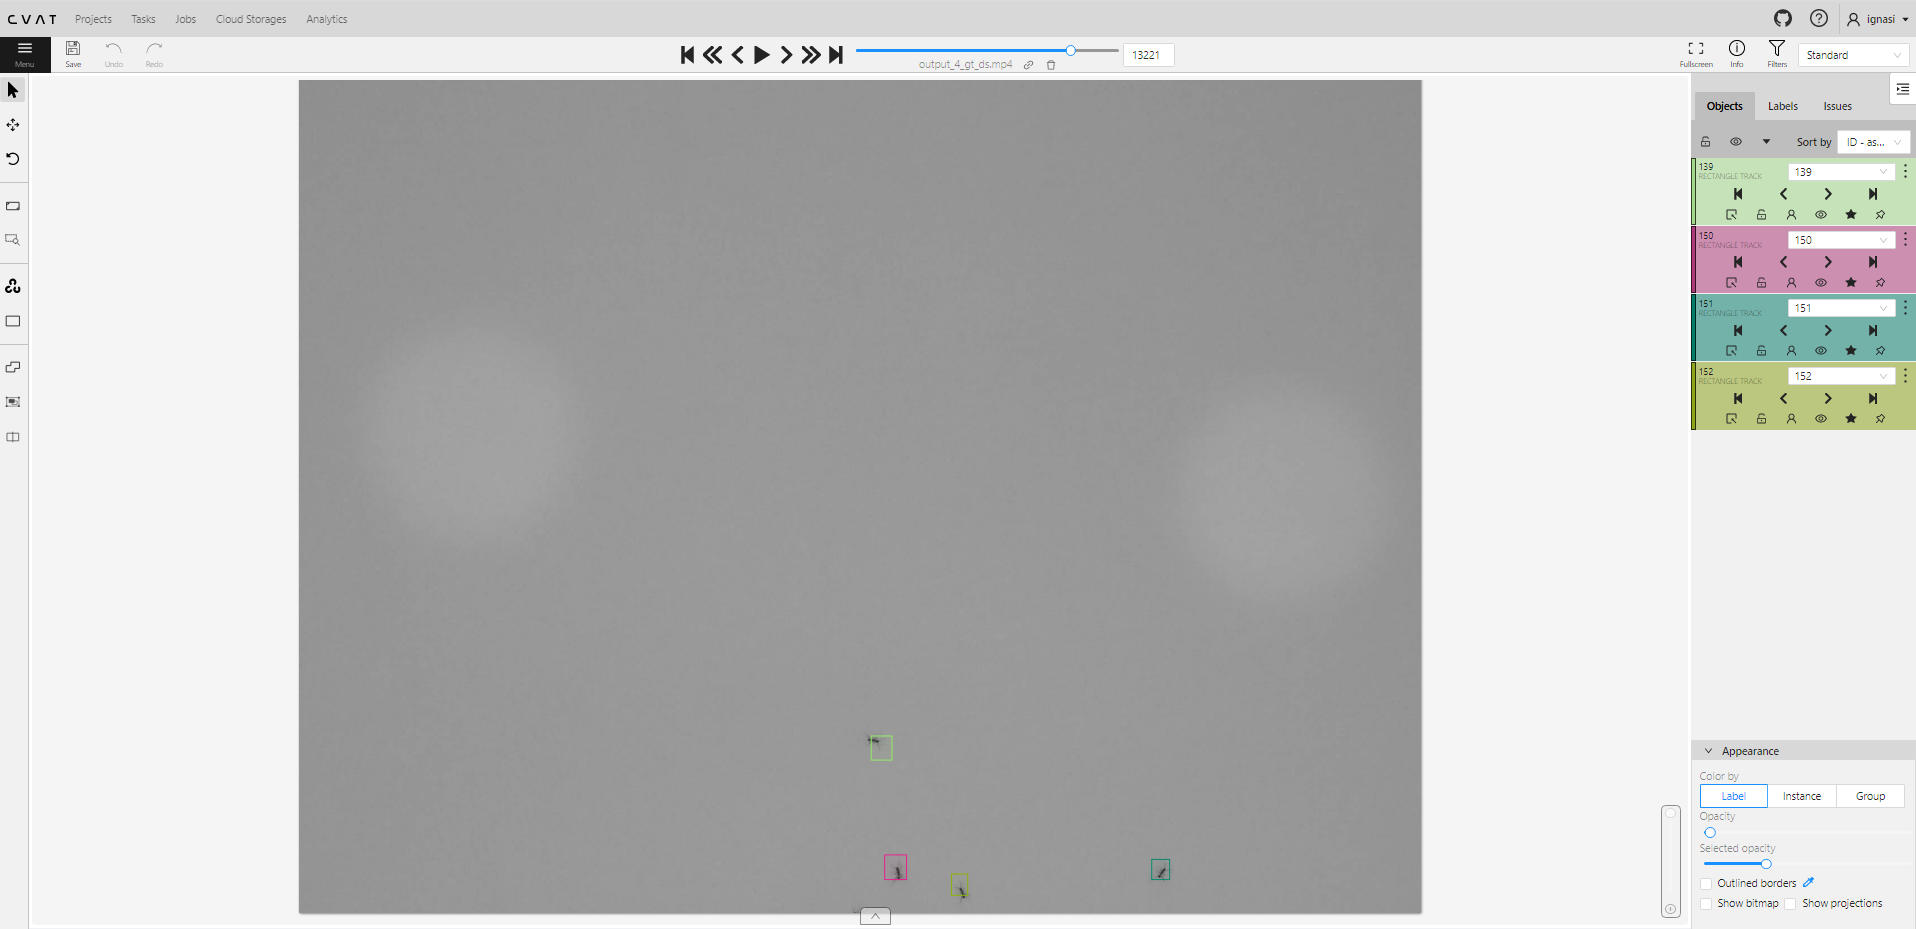 CVAT Projects Tasks Jobs Cloud Storages Analytics ignasi
Menu Save Undo Redo 13221 Fullscreen Info Filters Standard
output_4_gt_ds.mp4
Objects Labels Issues
Sort by ID - as...
139 139
RECTANGLE TRACK
150 150
RECTANGLE TRACK
151 151
RECTANGLE TRACK
152 152
RECTANGLE TRACK
Appearance
Color by
Label Instance Group
Opacity
Selected opacity
Outlined borders
Show bitmap Show projections